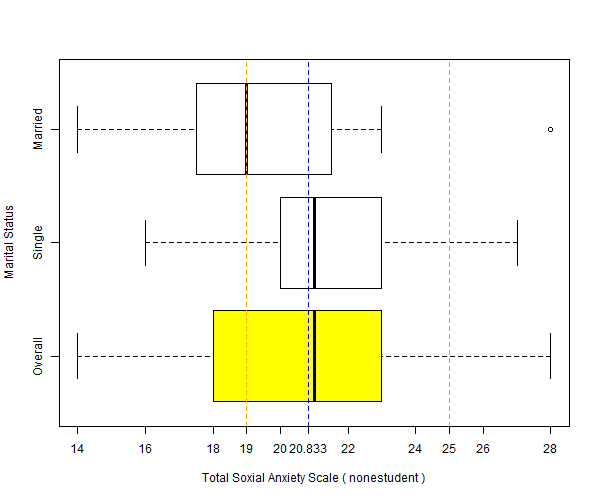 Married
Single
Overall
Marital Status
14 16 18 19 20 20.833 22 24 25 26 28
Total Soxial Anxiety Scale ( nonestudent )